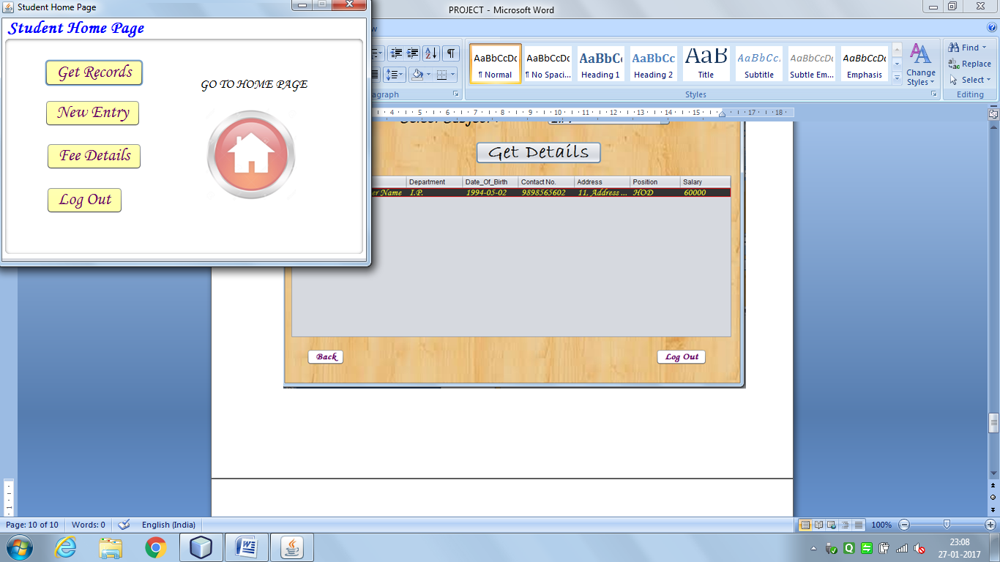 Student Home Page
Student Home Page
Get Records
New Entry
Fee Details
Log Out
GO TO HOME PAGE
PROJECT - Microsoft Word
AaBbCcDc AaBbCcDc AaBbCc AaBbCc AaB AaBbCc. AaBbCcDc AaBbCcDc
¶ Normal ¶ No Spaci... Heading 1 Heading 2 Title Subtitle Subtle Em... Emphasis
Change
Styles
Find
Replace
Select
agraph Styles Editing
4 5 6 7 8 9 10 11 12 13 14 15 17 18
Get Details
Department Date_Of_Birth Contact No. Address Position Salary
er Name I.P. 1994-05-02 9898565602 11, Address ... HOD 60000
Back Log Out
Page: 10 of 10 Words: 0 English (India) 100%
23:08
27-01-2017